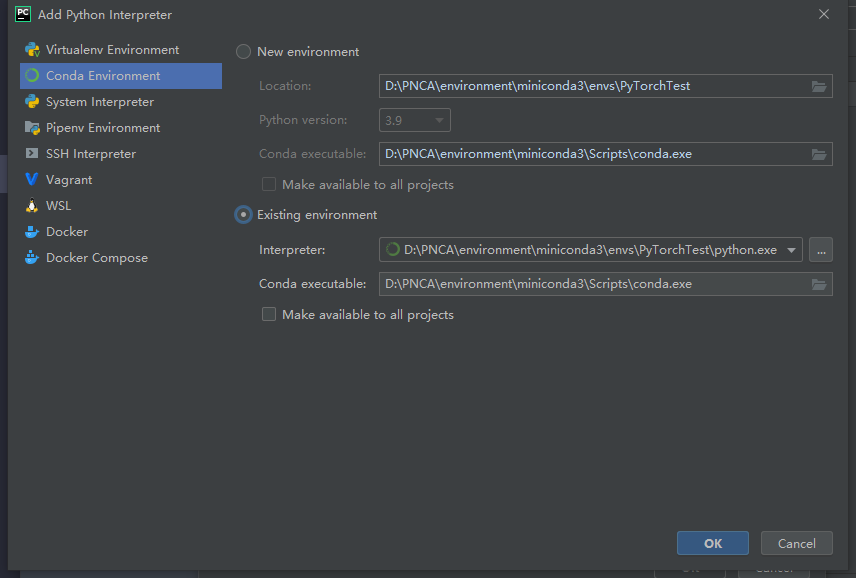 PC Add Python Interpreter
Virtualenv Environment
Conda Environment
System Interpreter
Pipenv Environment
SSH Interpreter
Vagrant
WSL
Docker
Docker Compose
New environment
Location: D:\PNCA\environment\miniconda3\envs\PyTorchTest
Python version: 3.9
Conda executable: D:\PNCA\environment\miniconda3\Scripts\conda.exe
Make available to all projects
Existing environment
Interpreter: D:\PNCA\environment\miniconda3\envs\PyTorchTest\python.exe ...
Conda executable: D:\PNCA\environment\miniconda3\Scripts\conda.exe
Make available to all projects
OK Cancel